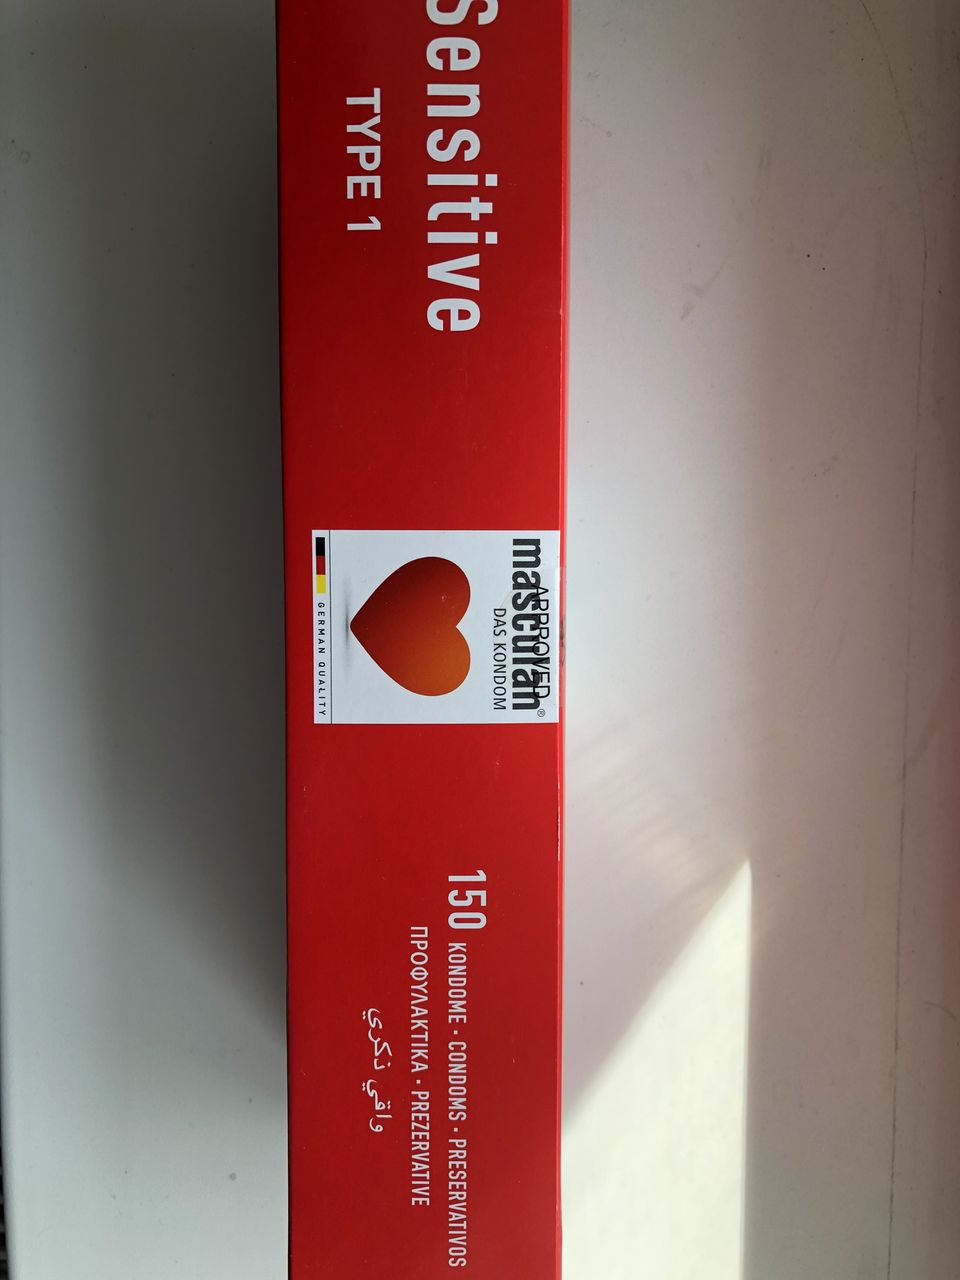 Sensitive
TYPE 1
masculan®
APPROVED
DAS KONDOM
GERMAN QUALITY
150 KONDOME · CONDOMS · PRESERVATIVOS
ΠΡΟΦΥΛΑΚΤΙΚΑ · PREZERVATIVE
واقي ذكري